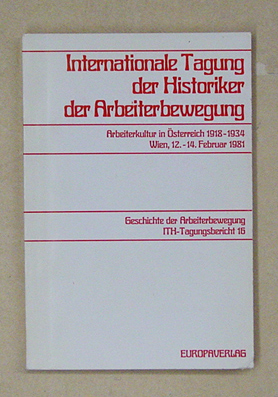 Internationale Tagung
der Historiker
der Arbeiterbewegung
Arbeiterkultur in Österreich 1918-1934
Wien, 12.-14. Februar 1981
Geschichte der Arbeiterbewegung
ITH-Tagungsbericht 16
EUROPAVERLAG